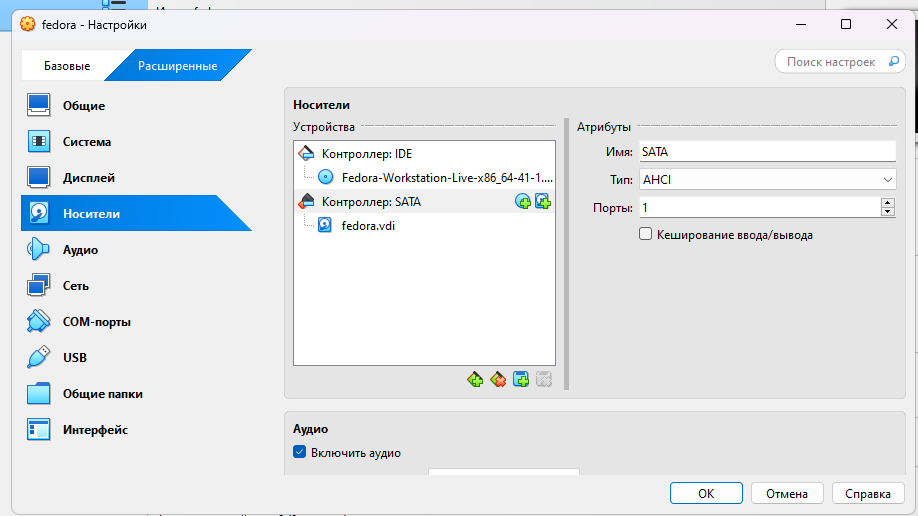 fedora - Настройки
Базовые
Расширенные
Поиск настроек
Общие
Система
Дисплей
Носители
Аудио
Сеть
COM-порты
USB
Общие папки
Интерфейс
Носители
Устройства
Контроллер: IDE
Fedora-Workstation-Live-x86_64-41-1....
Контроллер: SATA
fedora.vdi
Атрибуты
Имя: SATA
Тип: AHCI
Порты: 1
Кеширование ввода/вывода
Аудио
Включить аудио
OK
Отмена
Справка